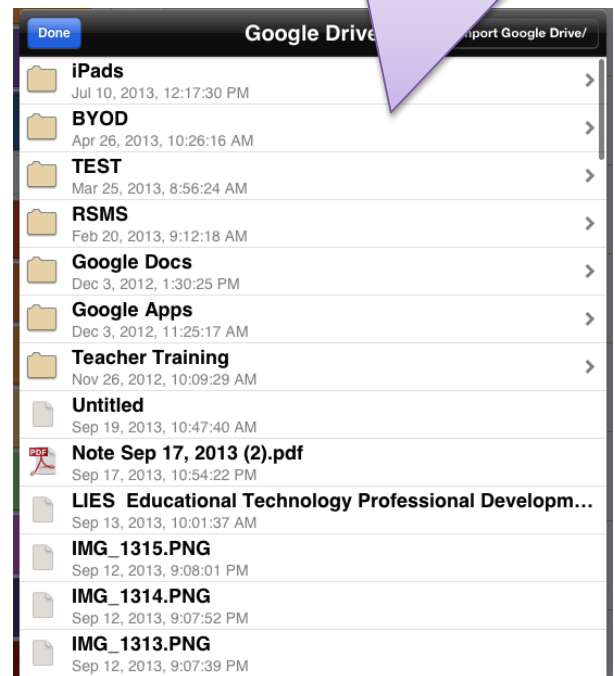 Done
Google Drive
mport Google Drive/
iPads
Jul 10, 2013, 12:17:30 PM
BYOD
Apr 26, 2013, 10:26:16 AM
TEST
Mar 25, 2013, 8:56:24 AM
RSMS
Feb 20, 2013, 9:12:18 AM
Google Docs
Dec 3, 2012, 1:30:25 PM
Google Apps
Dec 3, 2012, 11:25:17 AM
Teacher Training
Nov 26, 2012, 10:09:29 AM
Untitled
Sep 19, 2013, 10:47:40 AM
PDF
Note Sep 17, 2013 (2).pdf
Sep 17, 2013, 10:54:22 PM
LIES  Educational Technology Professional Developm...
Sep 13, 2013, 10:01:37 AM
IMG_1315.PNG
Sep 12, 2013, 9:08:01 PM
IMG_1314.PNG
Sep 12, 2013, 9:07:52 PM
IMG_1313.PNG
Sep 12, 2013, 9:07:39 PM